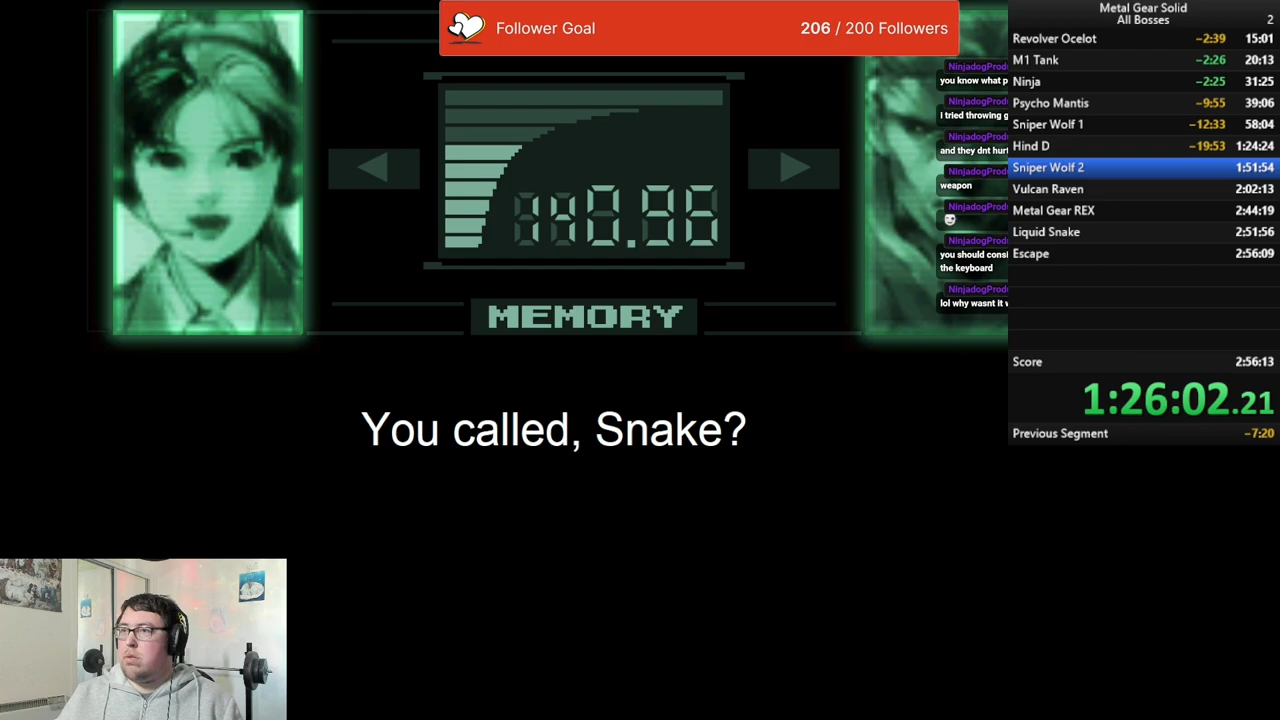 Follower Goal 206 / 200 Followers
Metal Gear Solid
All Bosses 2
Revolver Ocelot -2:39 15:01
M1 Tank -2:26 20:13
Ninja -2:25 31:25
Psycho Mantis -9:55 39:06
Sniper Wolf 1 -12:33 58:04
Hind D -19:53 1:24:24
Sniper Wolf 2 1:51:54
Vulcan Raven 2:02:13
Metal Gear REX 2:44:19
Liquid Snake 2:51:56
Escape 2:56:09
Score 2:56:13
1:26:02.21
Previous Segment -7:20
you know what
I tried throwing
and they dnt
weapon
you should
the keyboard
lol why wasnt it
140.96
MEMORY
You called, Snake?